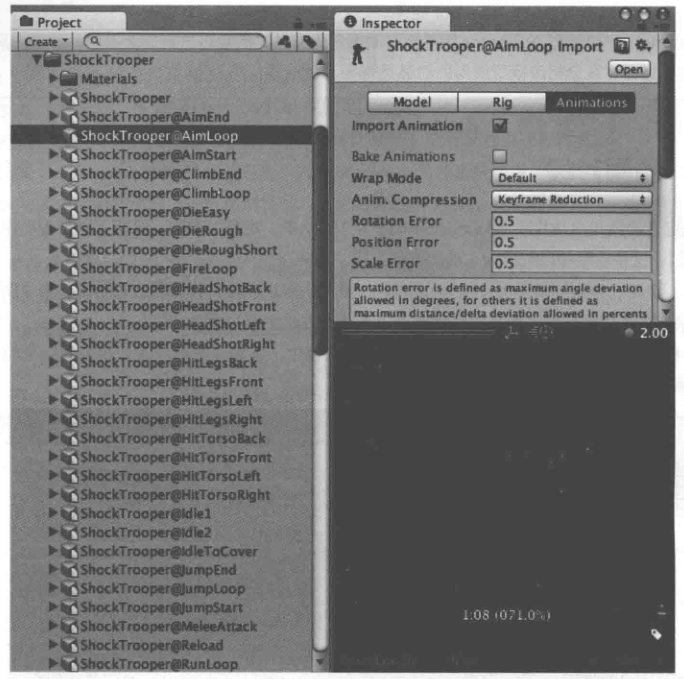 Project
Create
ShockTrooper
Materials
ShockTrooper
ShockTrooper@AimEnd
ShockTrooper@AimLoop
ShockTrooper@AimStart
ShockTrooper@ClimbEnd
ShockTrooper@ClimbLoop
ShockTrooper@DieEasy
ShockTrooper@DieRough
ShockTrooper@DieRoughShort
ShockTrooper@FireLoop
ShockTrooper@HeadShotBack
ShockTrooper@HeadShotFront
ShockTrooper@HeadShotLeft
ShockTrooper@HeadShotRight
ShockTrooper@HitLegsBack
ShockTrooper@HitLegsFront
ShockTrooper@HitLegsLeft
ShockTrooper@HitLegsRight
ShockTrooper@HitTorsoBack
ShockTrooper@HitTorsoFront
ShockTrooper@HitTorsoLeft
ShockTrooper@HitTorsoRight
ShockTrooper@Idle1
ShockTrooper@Idle2
ShockTrooper@IdleToCover
ShockTrooper@JumpEnd
ShockTrooper@JumpLoop
ShockTrooper@JumpStart
ShockTrooper@MeleeAttack
ShockTrooper@Reload
ShockTrooper@RunLoop
Inspector
ShockTrooper@AimLoop Import
Open
Model Rig Animations
Import Animation
Bake Animations
Wrap Mode Default
Anim. Compression Keyframe Reduction
Rotation Error 0.5
Position Error 0.5
Scale Error 0.5
Rotation error is defined as maximum angle deviation
allowed in degrees, for others it is defined as
maximum distance/delta deviation allowed in percents
2.00
1:08 (071.0%)